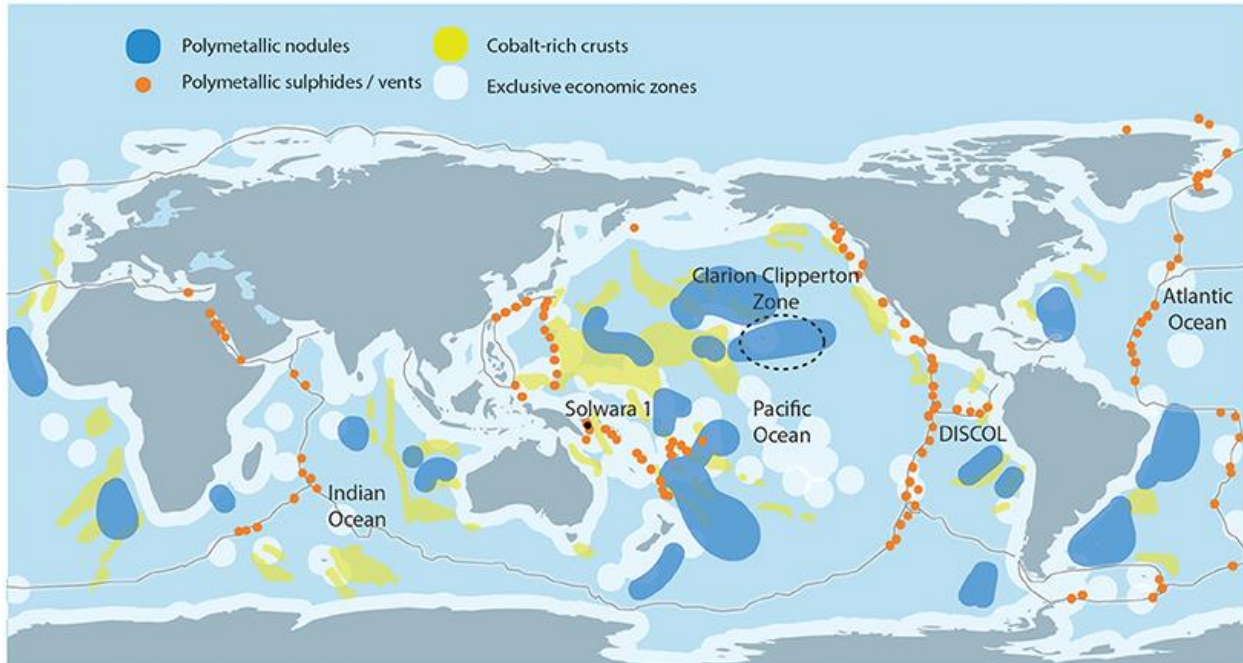 Polymetallic nodules
Cobalt-rich crusts
Polymetallic sulphides / vents
Exclusive economic zones
Clarion Clipperton
Zone
Atlantic
Ocean
Solwara 1
Pacific
Ocean
DISCOL
Indian
Ocean